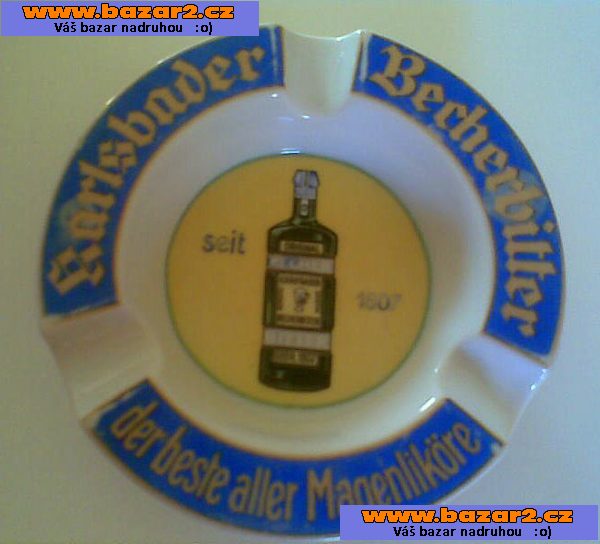 www.bazar2.cz
Váš bazar nadruhou :o)
Karlsbader
Becherbitter
seit
1807
der beste aller Magenliköre
www.bazar2.cz
Váš bazar nadruhou :o)